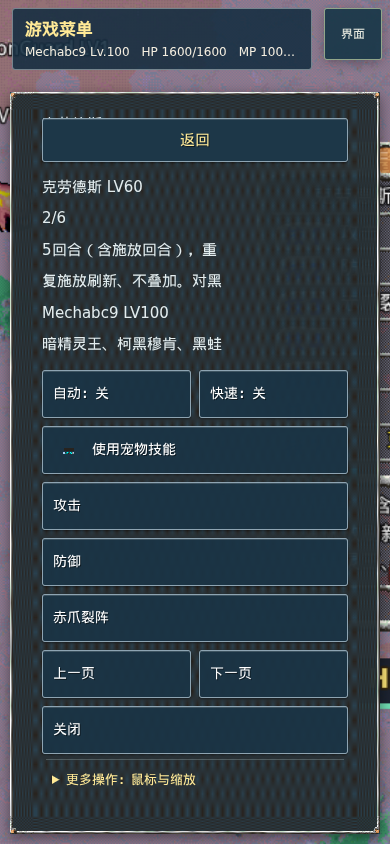 游戏菜单
Mechabc9 Lv.100 HP 1600/1600 MP 100...
界面
返回
克劳德斯 LV60
2/6
5回合（含施放回合），重
复施放刷新、不叠加。对黑
Mechabc9 LV100
暗精灵王、柯黑穆肯、黑蛙
自动：关
快速：关
使用宠物技能
攻击
防御
赤爪裂阵
上一页
下一页
关闭
▶ 更多操作：鼠标与缩放